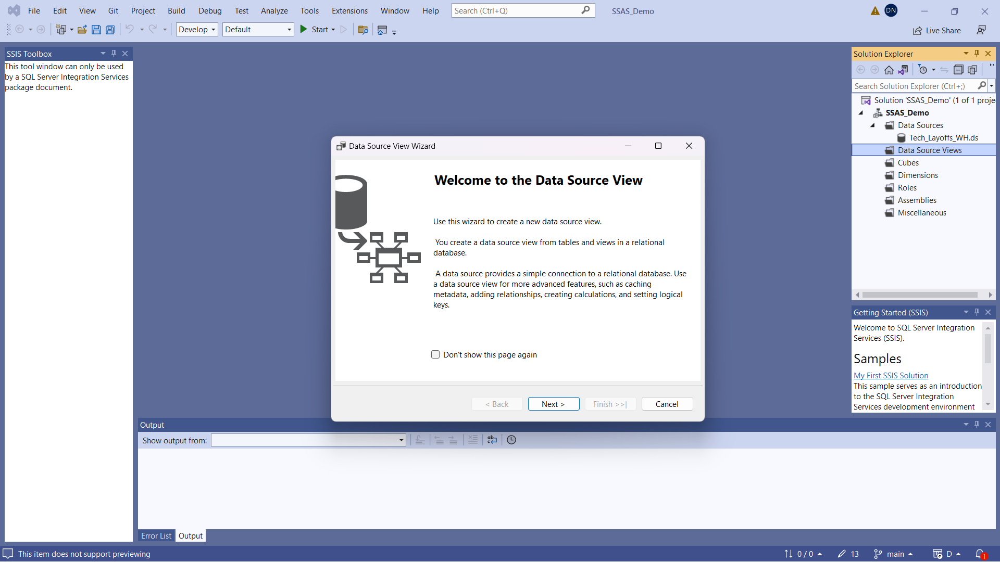 File Edit View Git Project Build Debug Test Analyze Tools Extensions Window Help Search (Ctrl+Q) SSAS_Demo DN
Develop Default Start Live Share
SSIS Toolbox
This tool window can only be used
by a SQL Server Integration Services
package document.
Data Source View Wizard
Welcome to the Data Source View
Use this wizard to create a new data source view.
You create a data source view from tables and views in a relational
database.
A data source provides a simple connection to a relational database. Use
a data source view for more advanced features, such as caching
metadata, adding relationships, creating calculations, and setting logical
keys.
Don't show this page again
< Back Next > Finish >>| Cancel
Solution Explorer
Search Solution Explorer (Ctrl+;)
Solution 'SSAS_Demo' (1 of 1 proje
SSAS_Demo
Data Sources
Tech_Layoffs_WH.ds
Data Source Views
Cubes
Dimensions
Roles
Assemblies
Miscellaneous
Getting Started (SSIS)
Welcome to SQL Server Integration
Services (SSIS).
Samples
My First SSIS Solution
This sample serves as an introduction
to the SQL Server Integration
Services development environment
Output
Show output from:
Error List Output
This item does not support previewing 0 / 0 13 main D 1